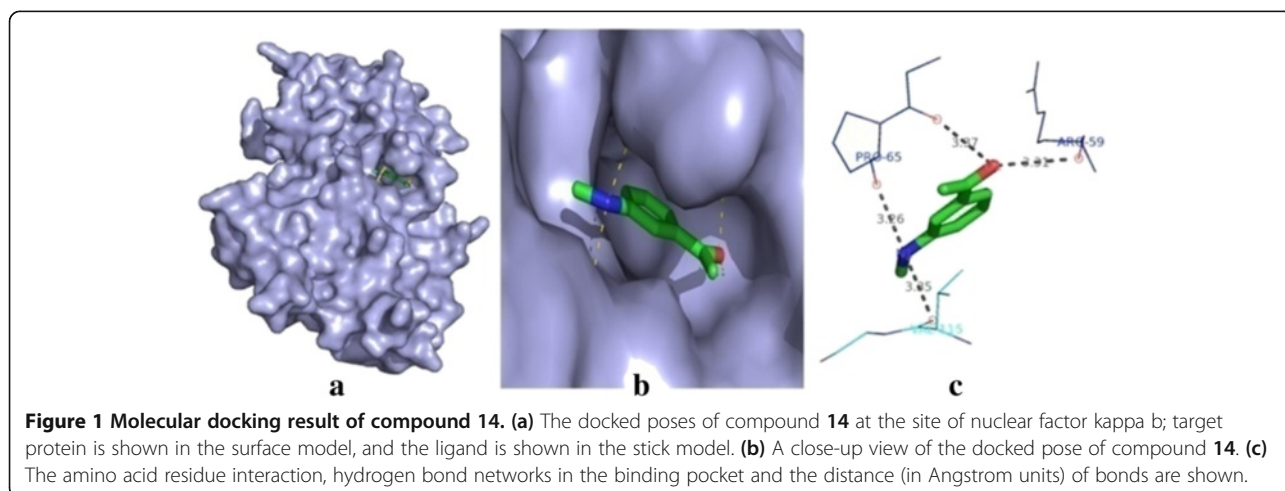 3.37
PRO-65
ARG-59
3.26
a
b
c
Figure 1 Molecular docking result of compound 14. (a) The docked poses of compound 14 at the site of nuclear factor kappa b; target
protein is shown in the surface model, and the ligand is shown in the stick model. (b) A close-up view of the docked pose of compound 14. (c)
The amino acid residue interaction, hydrogen bond networks in the binding pocket and the distance (in Angstrom units) of bonds are shown.